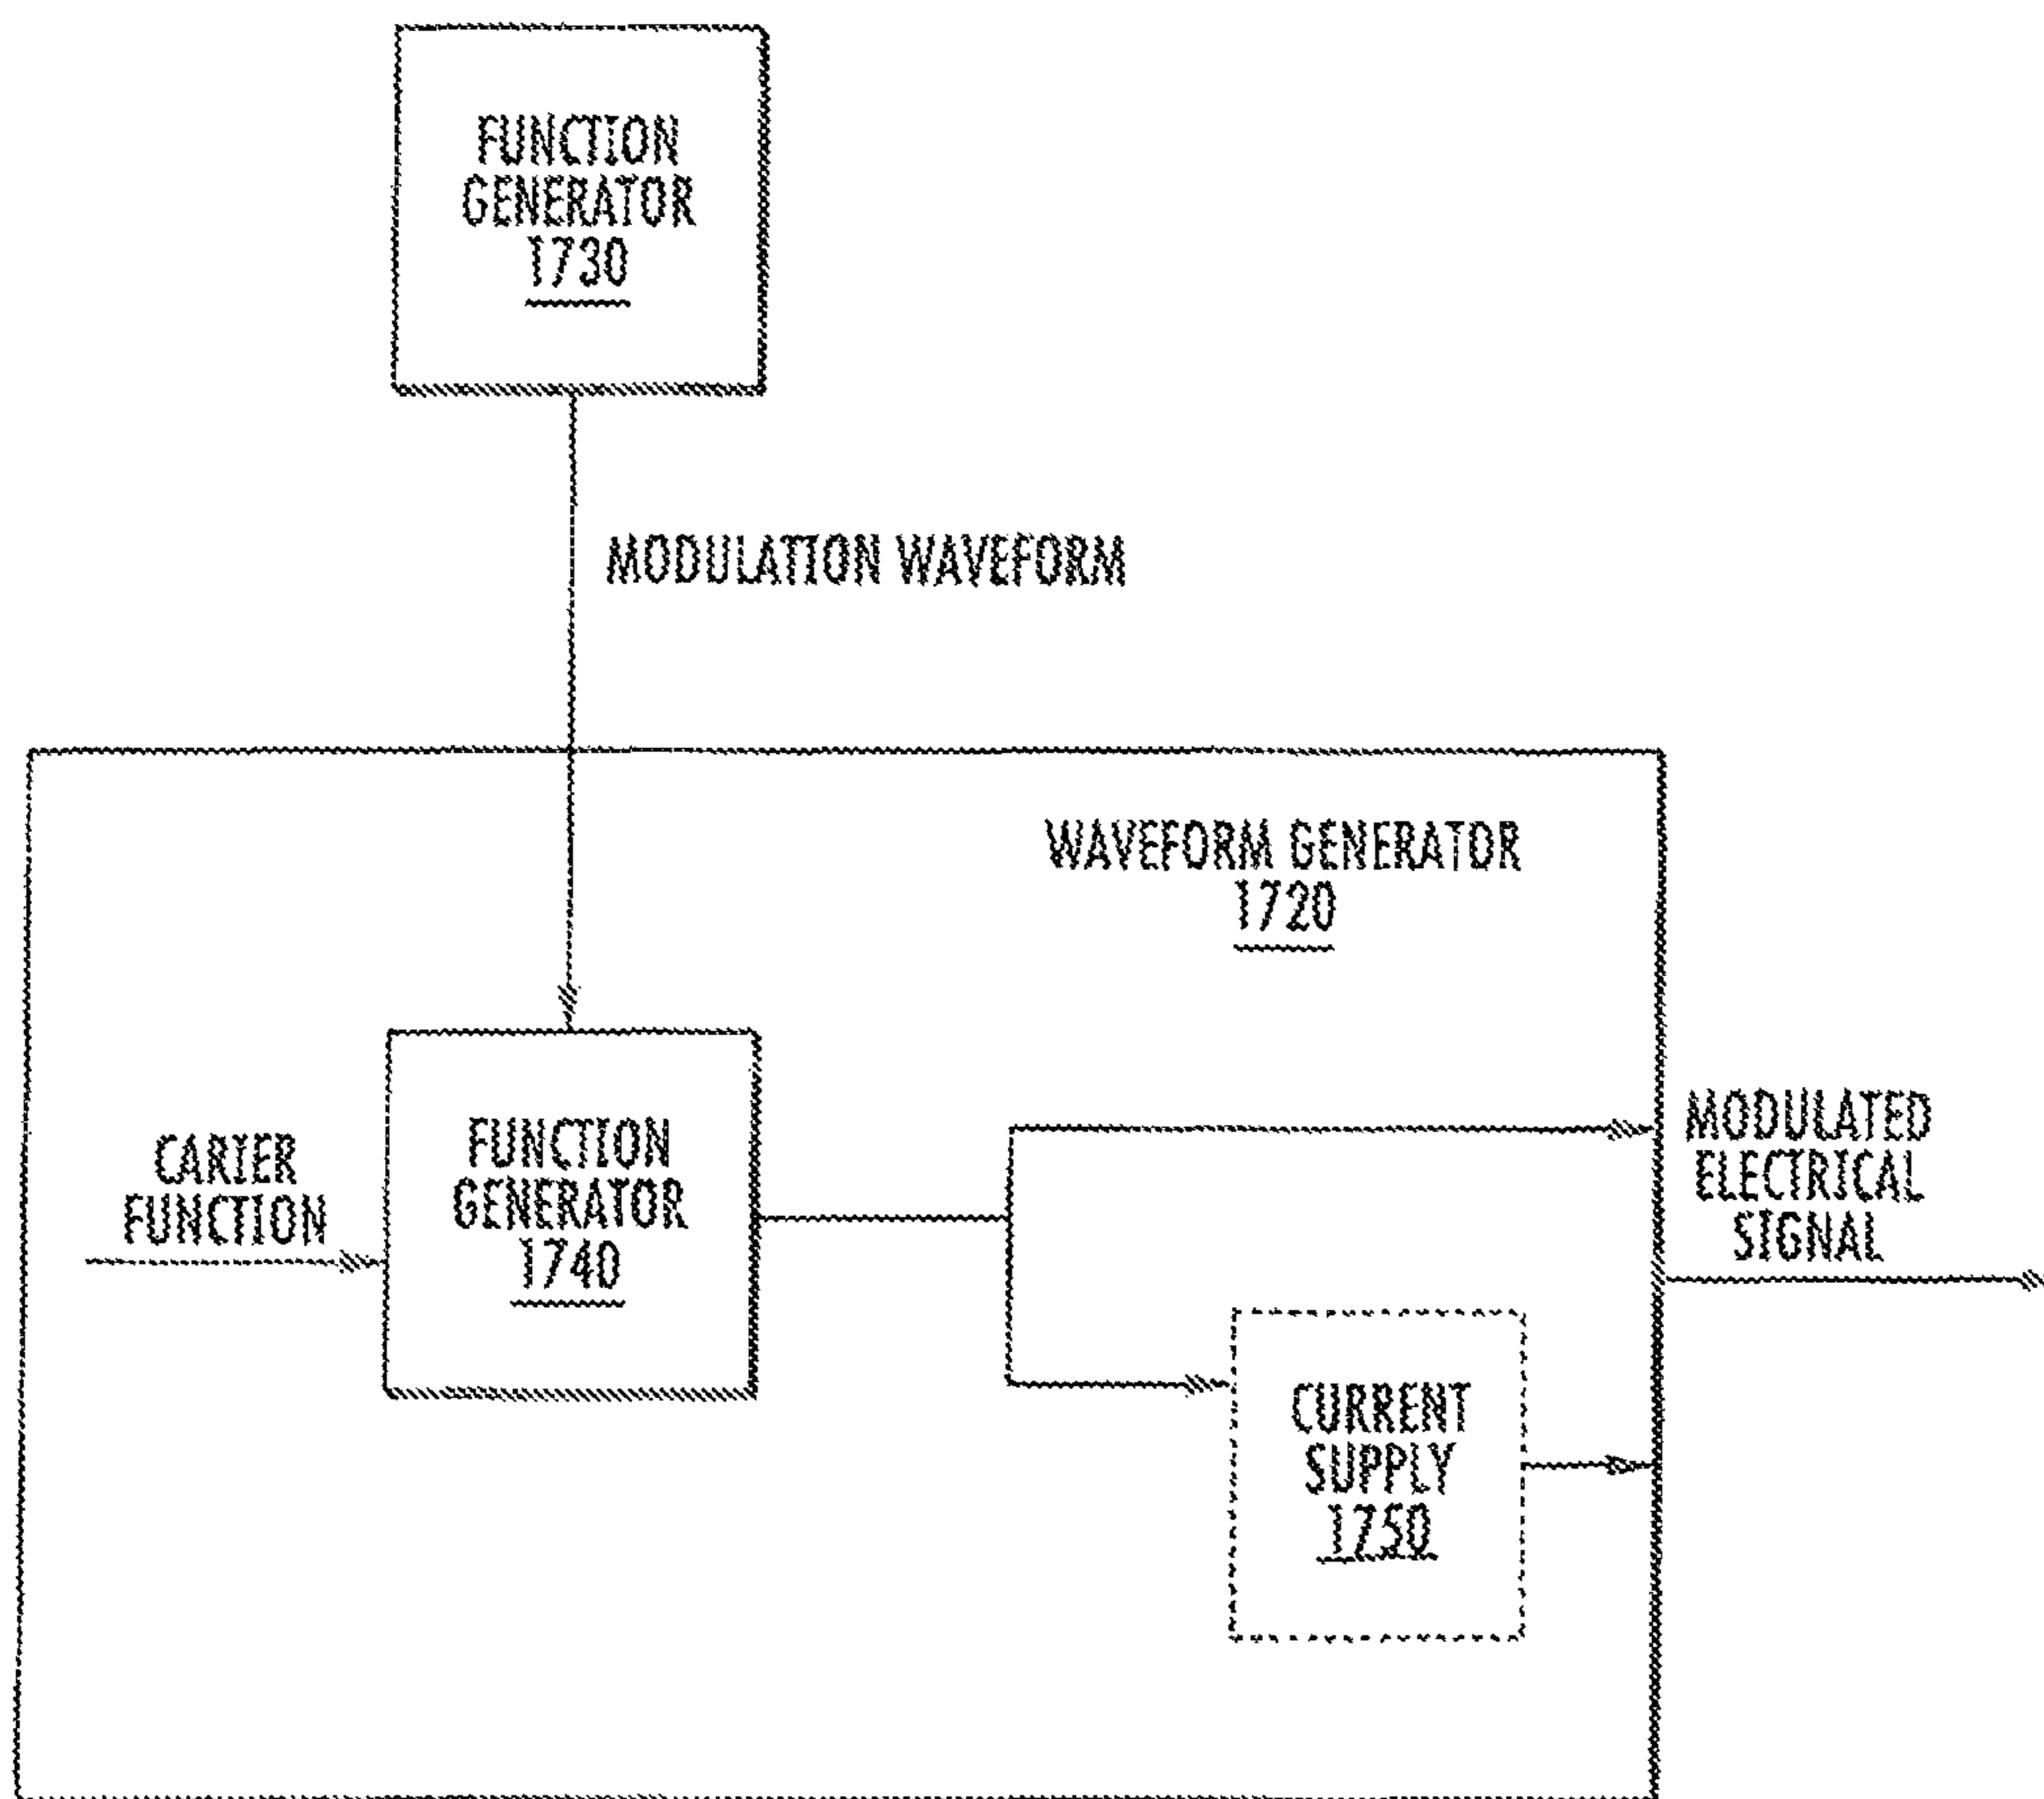 FUNCTION
GENERATOR
1730
MODULATION WAVEFORM
WAVEFORM GENERATOR
1720
CARIER
FUNCTION
FUNCTION
GENERATOR
1740
MODULATED
ELECTRICAL
SIGNAL
CURRENT
SUPPLY
1750